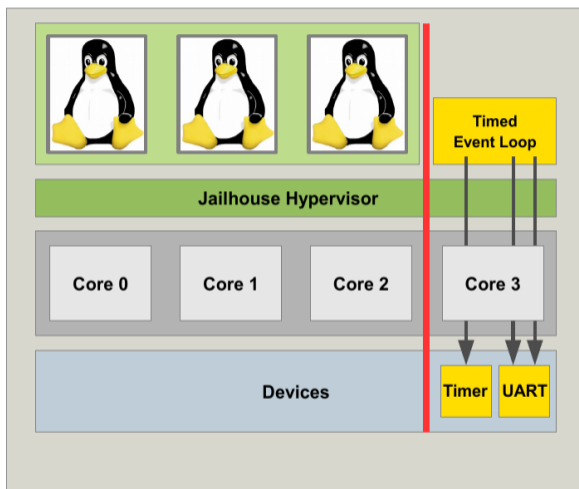 Timed
Event Loop
Jailhouse Hypervisor
Core 0
Core 1
Core 2
Core 3
Devices
Timer
UART